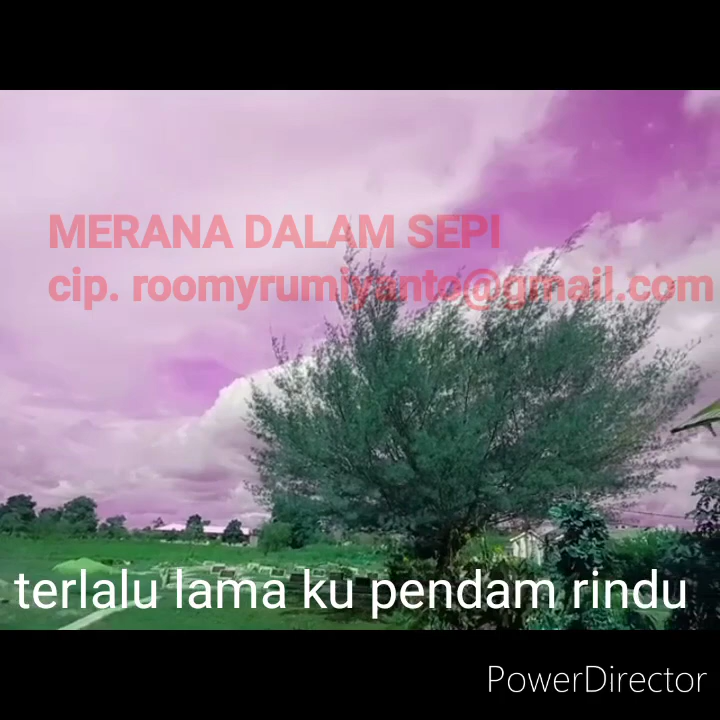 MERANA DALAM SEPI
cip. roomyrumiyanto@gmail.com
terlalu lama ku pendam rindu
PowerDirector